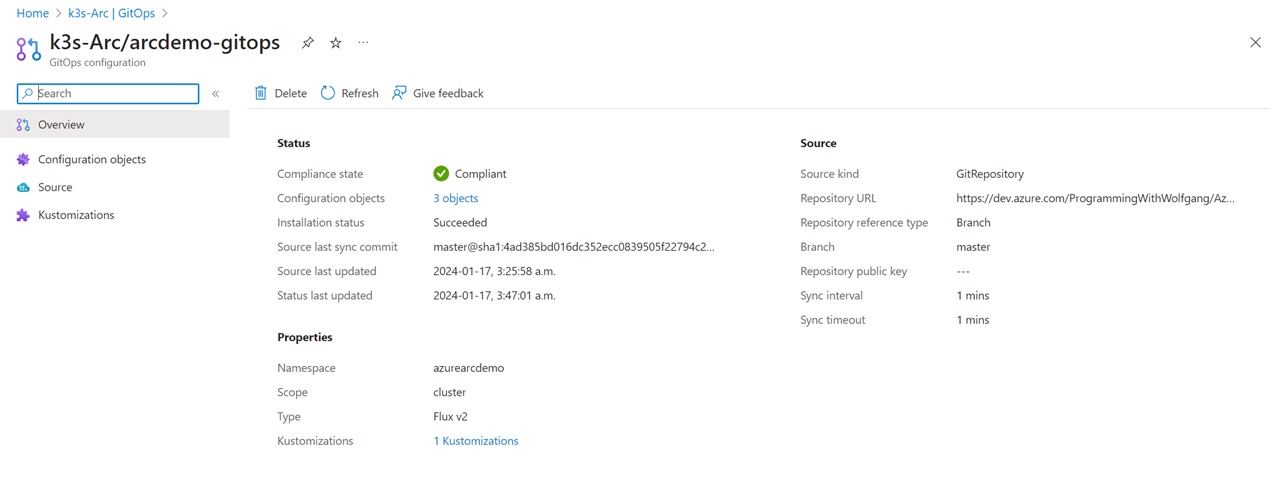 Home > k3s-Arc | GitOps >
k3s-Arc/arcdemo-gitops
GitOps configuration
Search
Overview
Configuration objects
Source
Kustomizations
Delete Refresh Give feedback
Status
Compliance state Compliant
Configuration objects 3 objects
Installation status Succeeded
Source last sync commit master@sha1:4ad385bd016dc352ecc0839505f22794c2...
Source last updated 2024-01-17, 3:25:58 a.m.
Status last updated 2024-01-17, 3:47:01 a.m.
Properties
Namespace azurearcdemo
Scope cluster
Type Flux v2
Kustomizations 1 Kustomizations
Source
Source kind GitRepository
Repository URL https://dev.azure.com/ProgrammingWithWolfgang/Az...
Repository reference type Branch
Branch master
Repository public key ---
Sync interval 1 mins
Sync timeout 1 mins